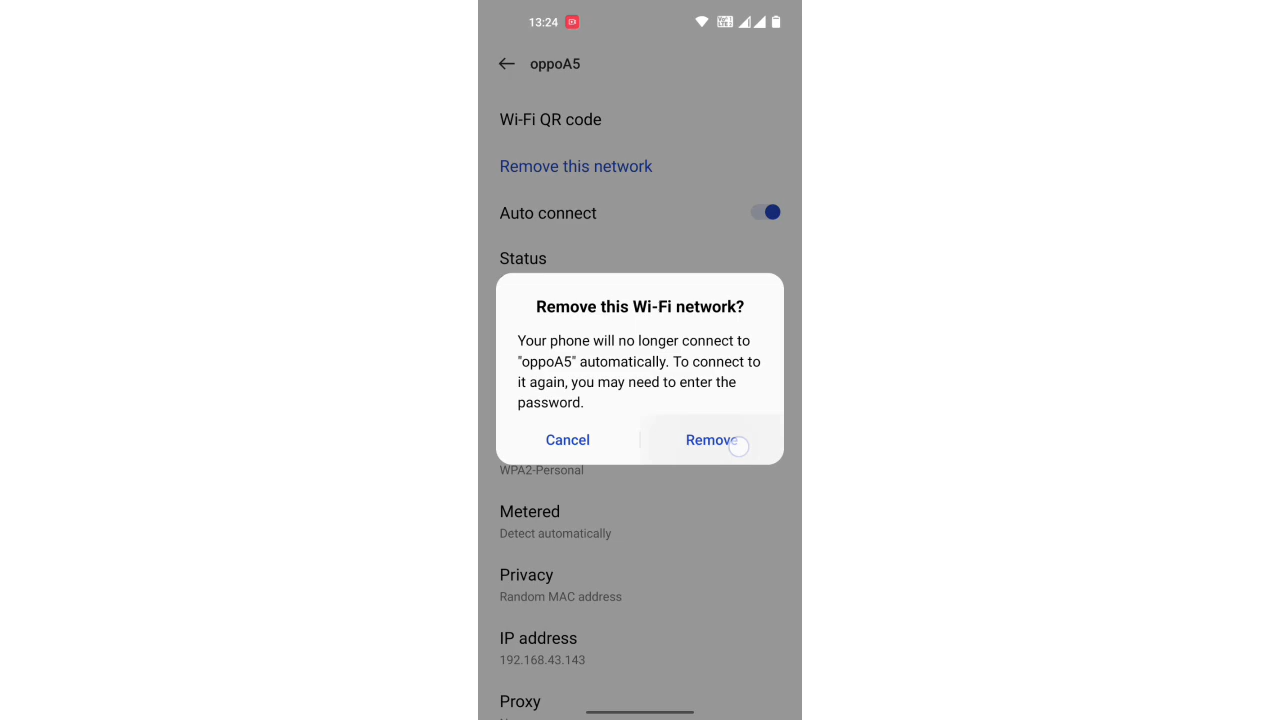 13:24
oppoA5
Wi-Fi QR code
Remove this network
Auto connect
Status
Remove this Wi-Fi network?
Your phone will no longer connect to
"oppoA5" automatically. To connect to
it again, you may need to enter the
password.
Cancel
Remove
WPA2-Personal
Metered
Detect automatically
Privacy
Random MAC address
IP address
192.168.43.143
Proxy